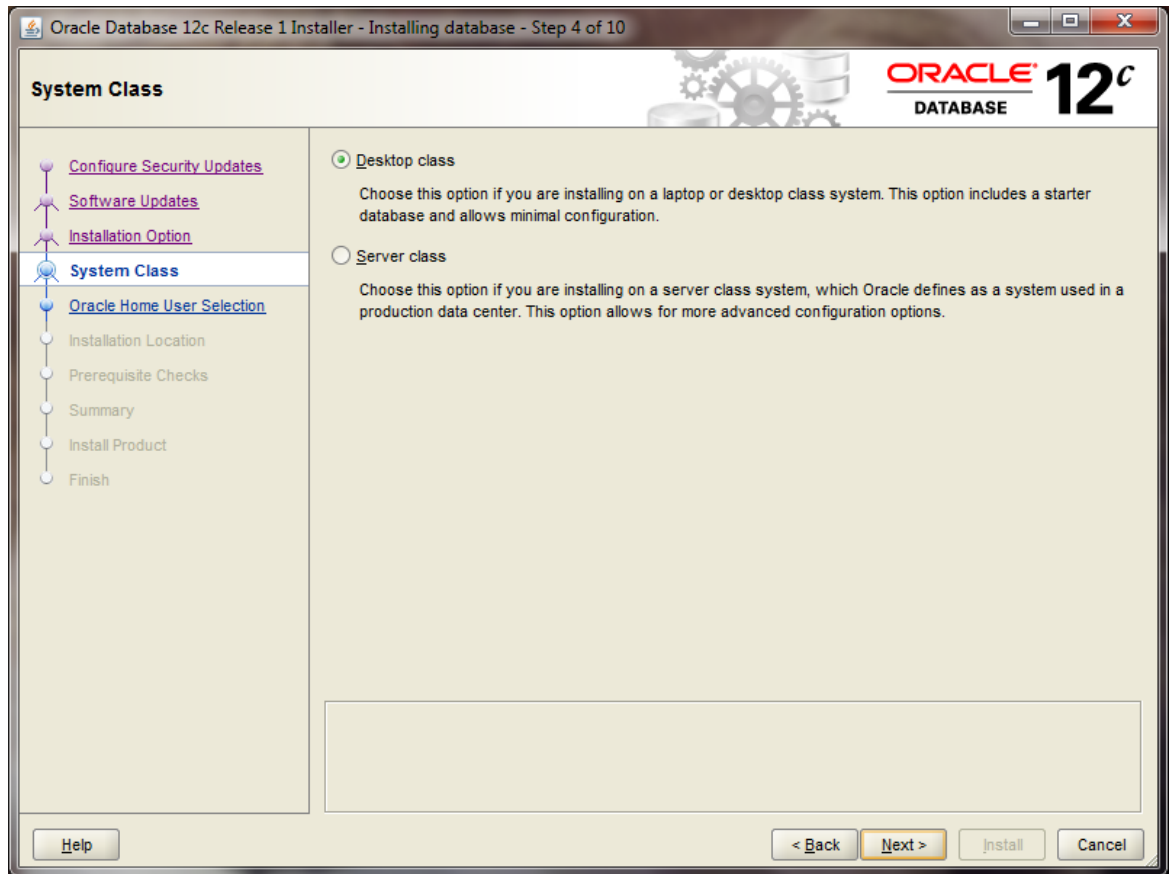 Oracle Database 12c Release 1 Installer - Installing database - Step 4 of 10
System Class
ORACLE
DATABASE
12c
Configure Security Updates
Software Updates
Installation Option
System Class
Oracle Home User Selection
Installation Location
Prerequisite Checks
Summary
Install Product
Finish
Desktop class
Choose this option if you are installing on a laptop or desktop class system. This option includes a starter
database and allows minimal configuration.
Server class
Choose this option if you are installing on a server class system, which Oracle defines as a system used in a
production data center. This option allows for more advanced configuration options.
Help
< Back
Next >
Install
Cancel